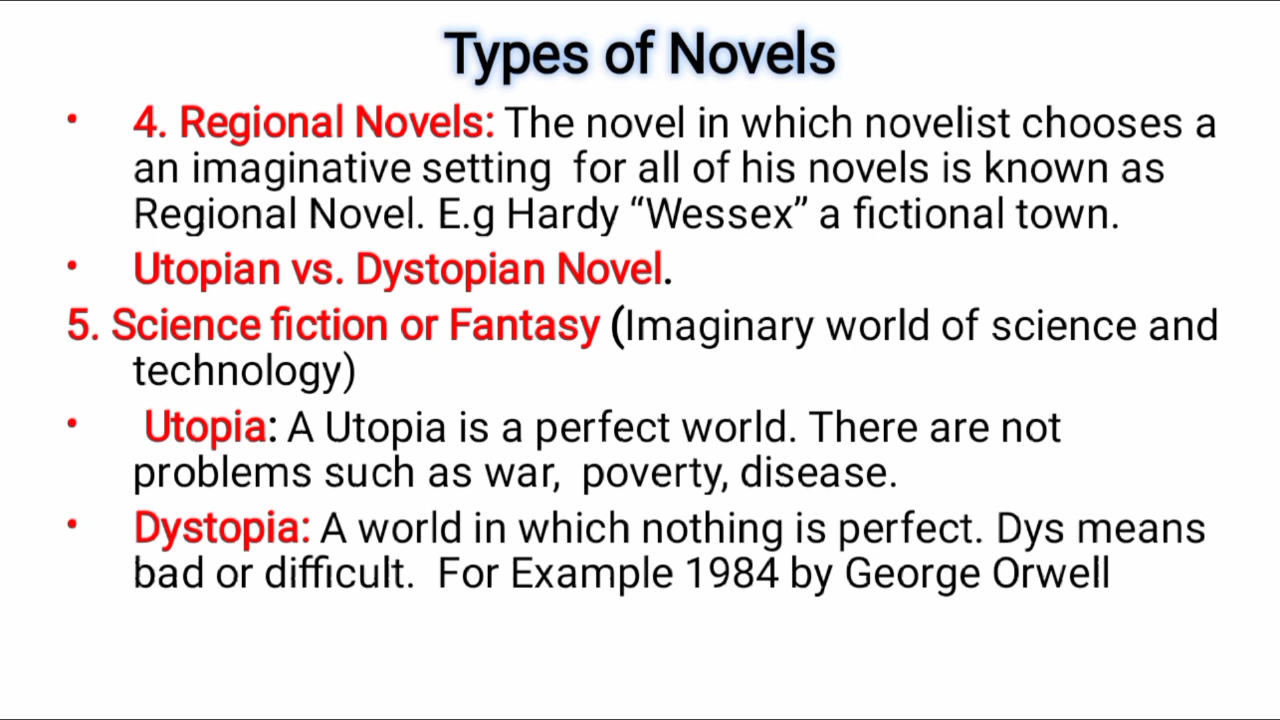 Types of Novels
• 4. Regional Novels: The novel in which novelist chooses a
an imaginative setting for all of his novels is known as
Regional Novel. E.g Hardy “Wessex” a fictional town.
• Utopian vs. Dystopian Novel.
5. Science fiction or Fantasy (Imaginary world of science and
technology)
• Utopia: A Utopia is a perfect world. There are not
problems such as war, poverty, disease.
• Dystopia: A world in which nothing is perfect. Dys means
bad or difficult. For Example 1984 by George Orwell